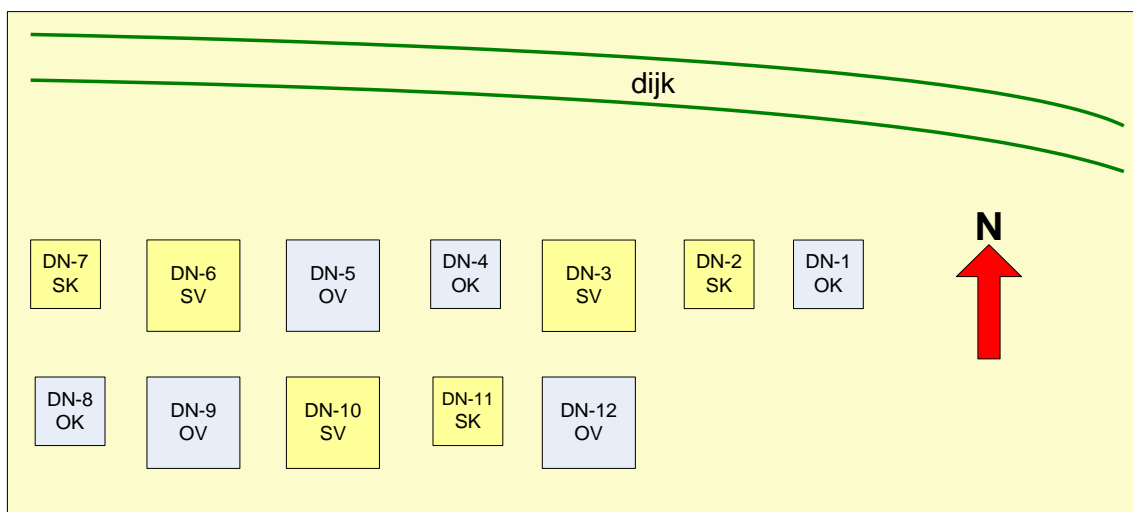 dijk
N
DN-7
SK
DN-6
SV
DN-5
OV
DN-4
OK
DN-3
SV
DN-2
SK
DN-1
OK
DN-8
OK
DN-9
OV
DN-10
SV
DN-11
SK
DN-12
OV